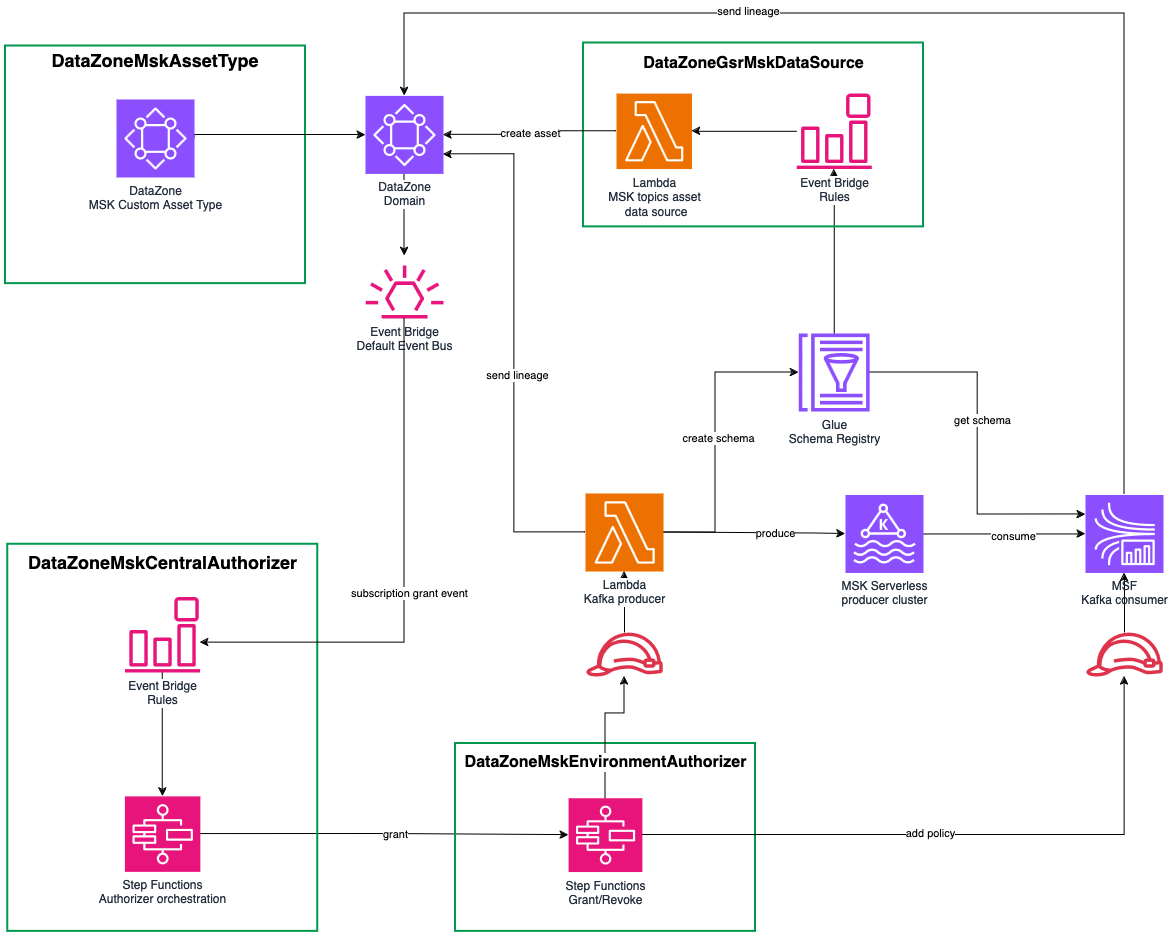 send lineage
DataZoneMskAssetType
DataZone
MSK Custom Asset Type
DataZone
Domain
create asset
DataZoneGsrMskDataSource
Lambda
MSK topics asset
data source
Event Bridge
Rules
Event Bridge
Default Event Bus
send lineage
create schema
Glue
Schema Registry
get schema
Lambda
Kafka producer
produce
K
MSK Serverless
producer cluster
consume
MSF
Kafka consumer
subscription grant event
DataZoneMskCentralAuthorizer
Event Bridge
Rules
Step Functions
Authorizer orchestration
grant
DataZoneMskEnvironmentAuthorizer
Step Functions
Grant/Revoke
add policy